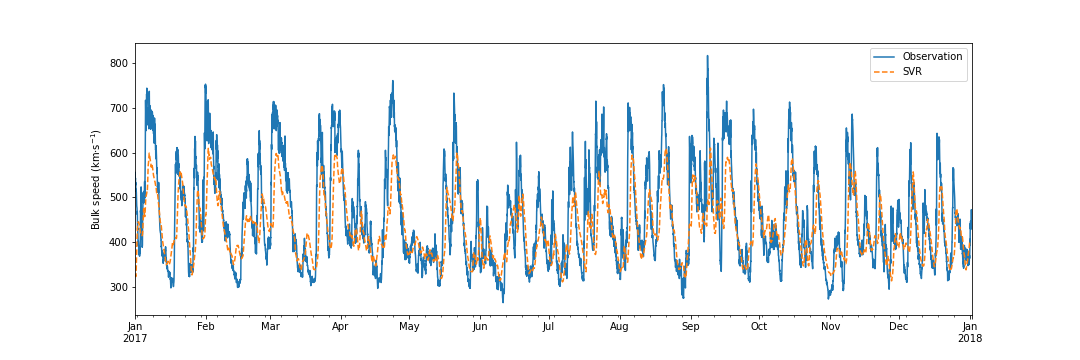 Observation
SVR
Bulk speed (km s⁻¹)
800
700
600
500
400
300
Jan Feb Mar Apr May Jun Jul Aug Sep Oct Nov Dec Jan
2017 2018